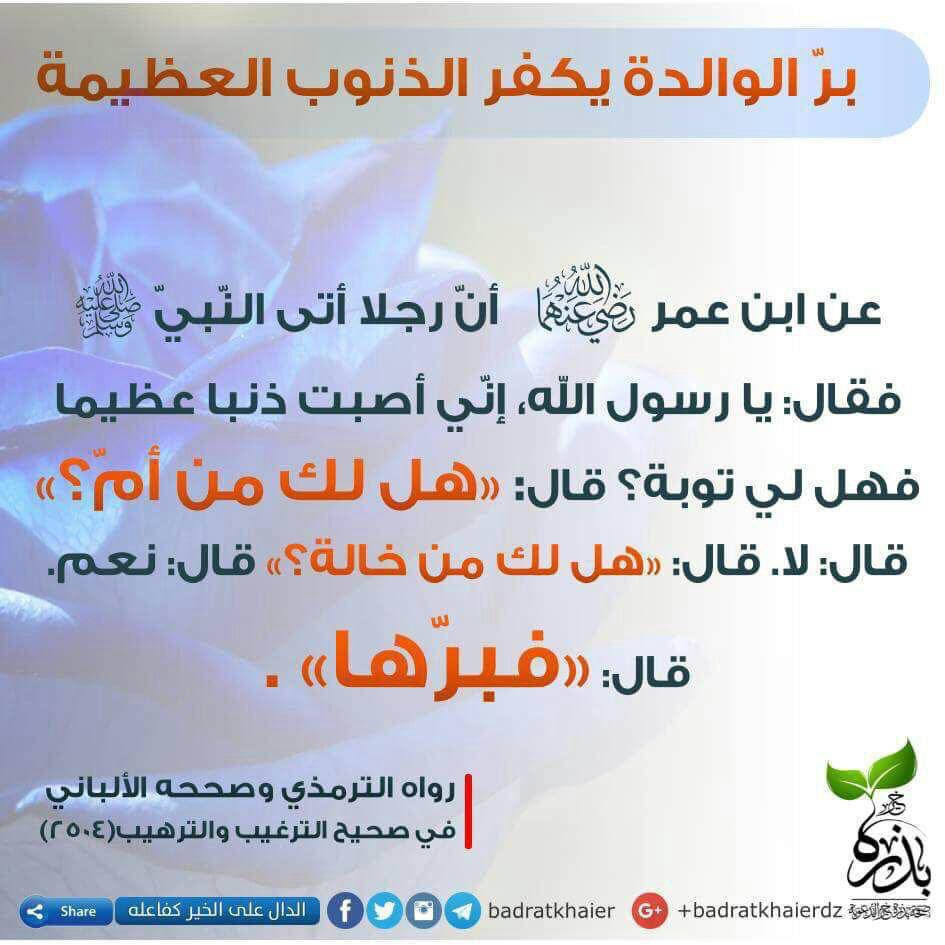 برّ الوالدة يكفر الذنوب العظيمة
عن ابن عمر رضي الله عنهما أنّ رجلا أتى النّبيّ صلى الله عليه وسلم
فقال: يا رسول الله، إنّي أصبت ذنبا عظيما
فهل لي توبة؟ قال: «هل لك من أمّ؟»
قال: لا. قال: «هل لك من خالة؟» قال: نعم.
قال: «فبرّها» .
رواه الترمذي وصححه الألباني
في صحيح الترغيب والترهيب(٢٥٠٤)
بذرة خير
Share الدال على الخير كفاعله badratkhaier +badratkhaierdz